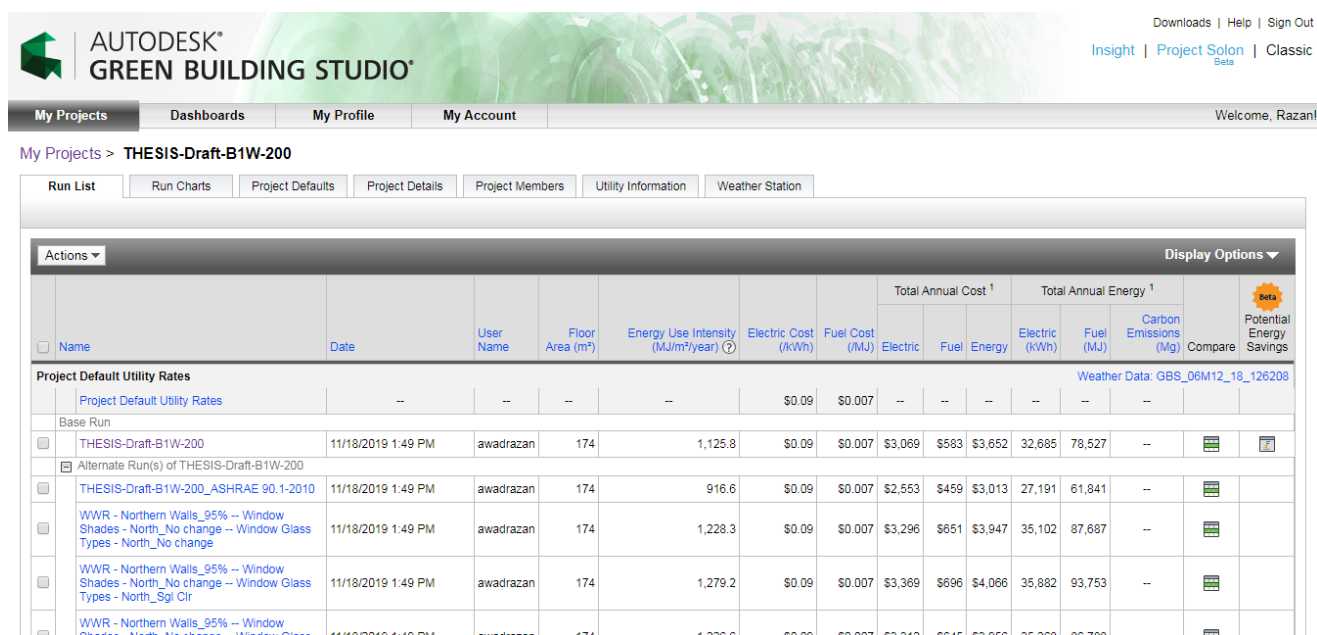 Downloads | Help | Sign Out
AUTODESK®
GREEN BUILDING STUDIO®
Insight | Project Solon | Classic
Beta
My Projects Dashboards My Profile My Account Welcome, Razan!
My Projects > THESIS-Draft-B1W-200
Run List Run Charts Project Defaults Project Details Project Members Utility Information Weather Station
Actions Display Options
Name Date User Name Floor Area (m²) Energy Use Intensity (MJ/m²/year) ? Electric Cost (/kWh) Fuel Cost (/MJ) Total Annual Cost 1 Electric Fuel Energy Total Annual Energy 1 Electric (kWh) Fuel (MJ) Carbon Emissions (Mg) Compare Beta Potential Energy Savings
Project Default Utility Rates Weather Data: GBS_06M12_18_126208
Project Default Utility Rates -- -- -- -- $0.09 $0.007 -- -- -- -- -- --
Base Run
THESIS-Draft-B1W-200 11/18/2019 1:49 PM awadrazan 174 1,125.8 $0.09 $0.007 $3,069 $583 $3,652 32,685 78,527 --
Alternate Run(s) of THESIS-Draft-B1W-200
THESIS-Draft-B1W-200_ASHRAE 90.1-2010 11/18/2019 1:49 PM awadrazan 174 916.6 $0.09 $0.007 $2,553 $459 $3,013 27,191 61,841 --
WWR - Northern Walls_95% -- Window
Shades - North_No change -- Window Glass 11/18/2019 1:49 PM awadrazan 174 1,228.3 $0.09 $0.007 $3,296 $651 $3,947 35,102 87,687 --
Types - North_No change
WWR - Northern Walls_95% -- Window
Shades - North_No change -- Window Glass 11/18/2019 1:49 PM awadrazan 174 1,279.2 $0.09 $0.007 $3,369 $696 $4,066 35,882 93,753 --
Types - North_Sgl Clr
WWR - Northern Walls_95% -- Window